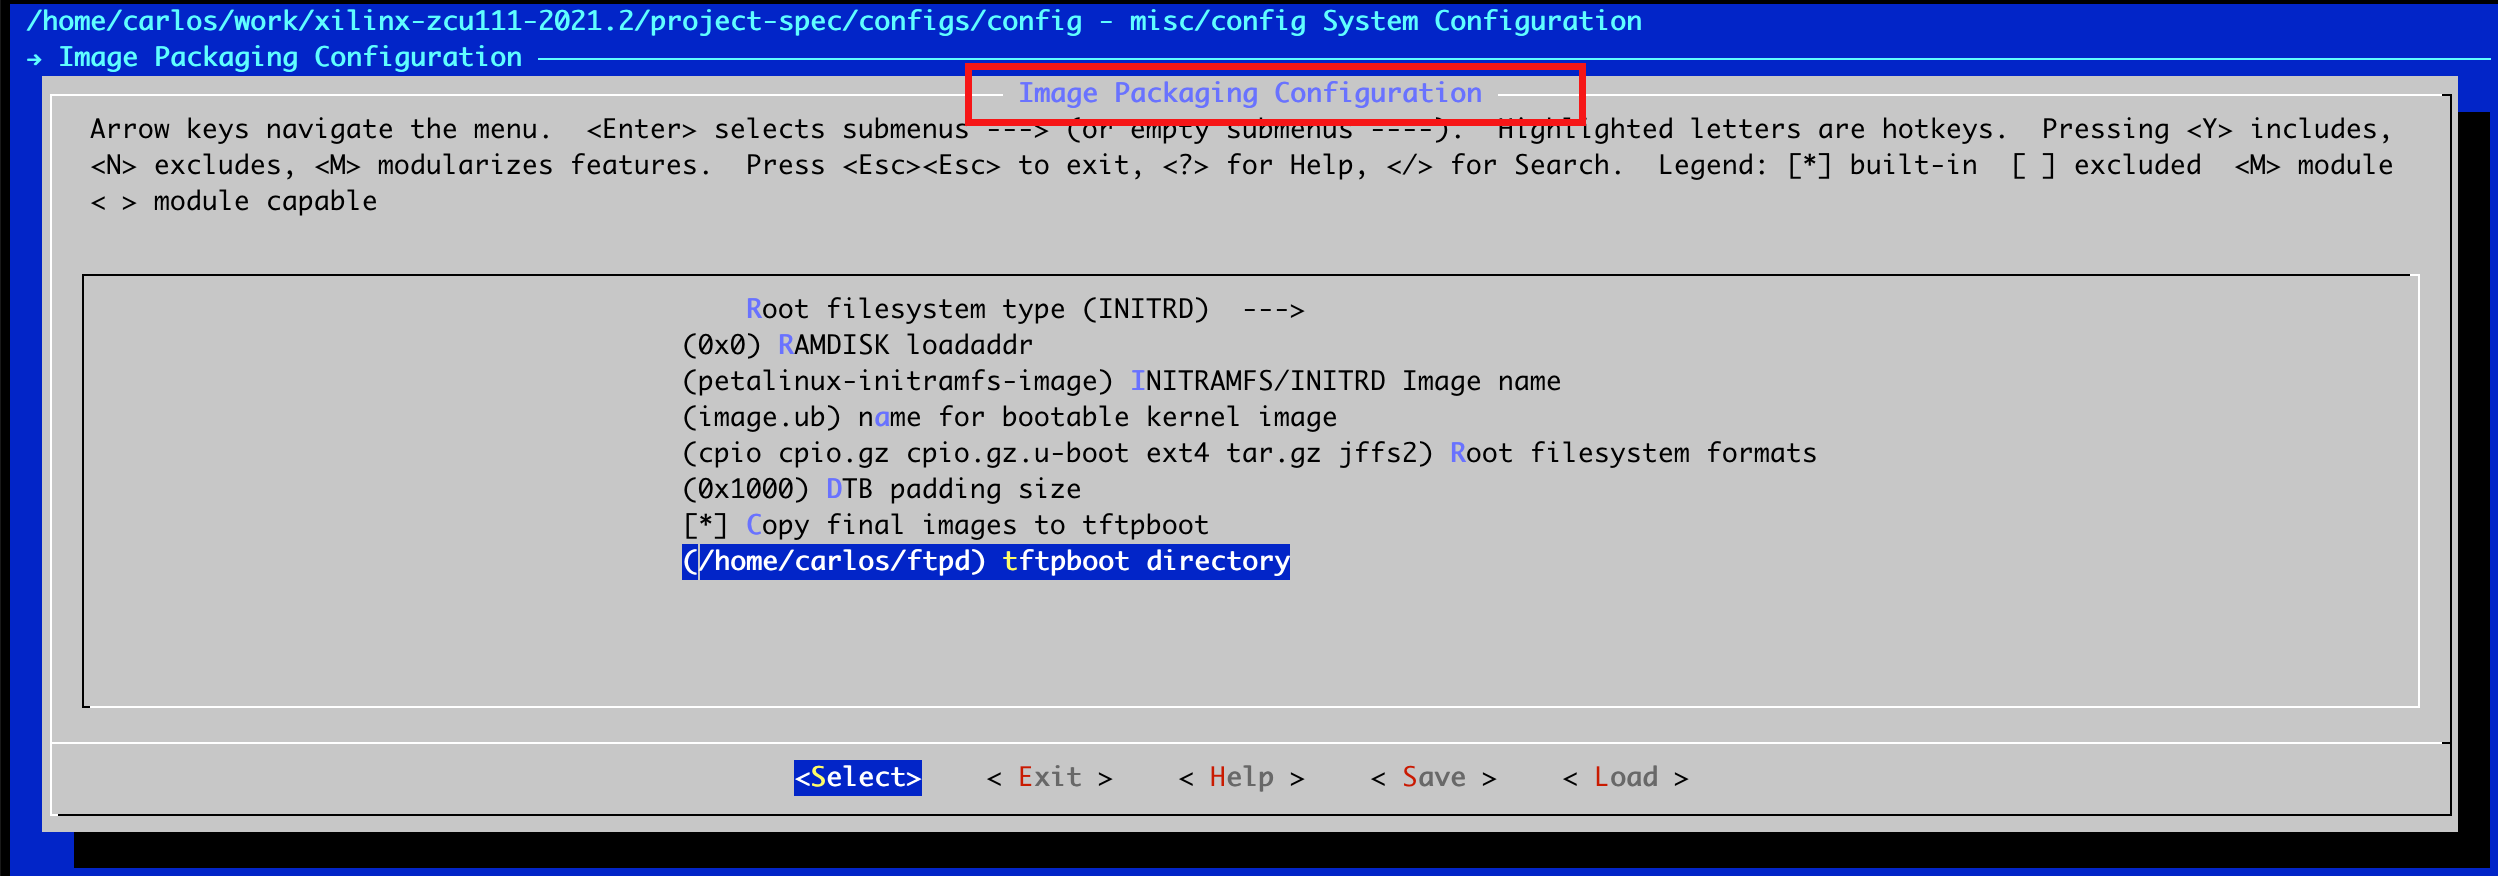 /home/carlos/work/xilinx-zcu111-2021.2/project-spec/configs/config - misc/config System Configuration
→ Image Packaging Configuration
Image Packaging Configuration
Arrow keys navigate the menu.  <Enter> selects submenus ---> (or empty submenus ----).  Highlighted letters are hotkeys.  Pressing <Y> includes,
<N> excludes, <M> modularizes features.  Press <Esc><Esc> to exit, <?> for Help, </> for Search.  Legend: [*] built-in  [ ] excluded  <M> module
< > module capable
Root filesystem type (INITRD)  --->
(0x0) RAMDISK loadaddr
(petalinux-initramfs-image) INITRAMFS/INITRD Image name
(image.ub) name for bootable kernel image
(cpio cpio.gz cpio.gz.u-boot ext4 tar.gz jffs2) Root filesystem formats
(0x1000) DTB padding size
[*] Copy final images to tftpboot
(/home/carlos/ftpd) tftpboot directory
<Select>    < Exit >    < Help >    < Save >    < Load >